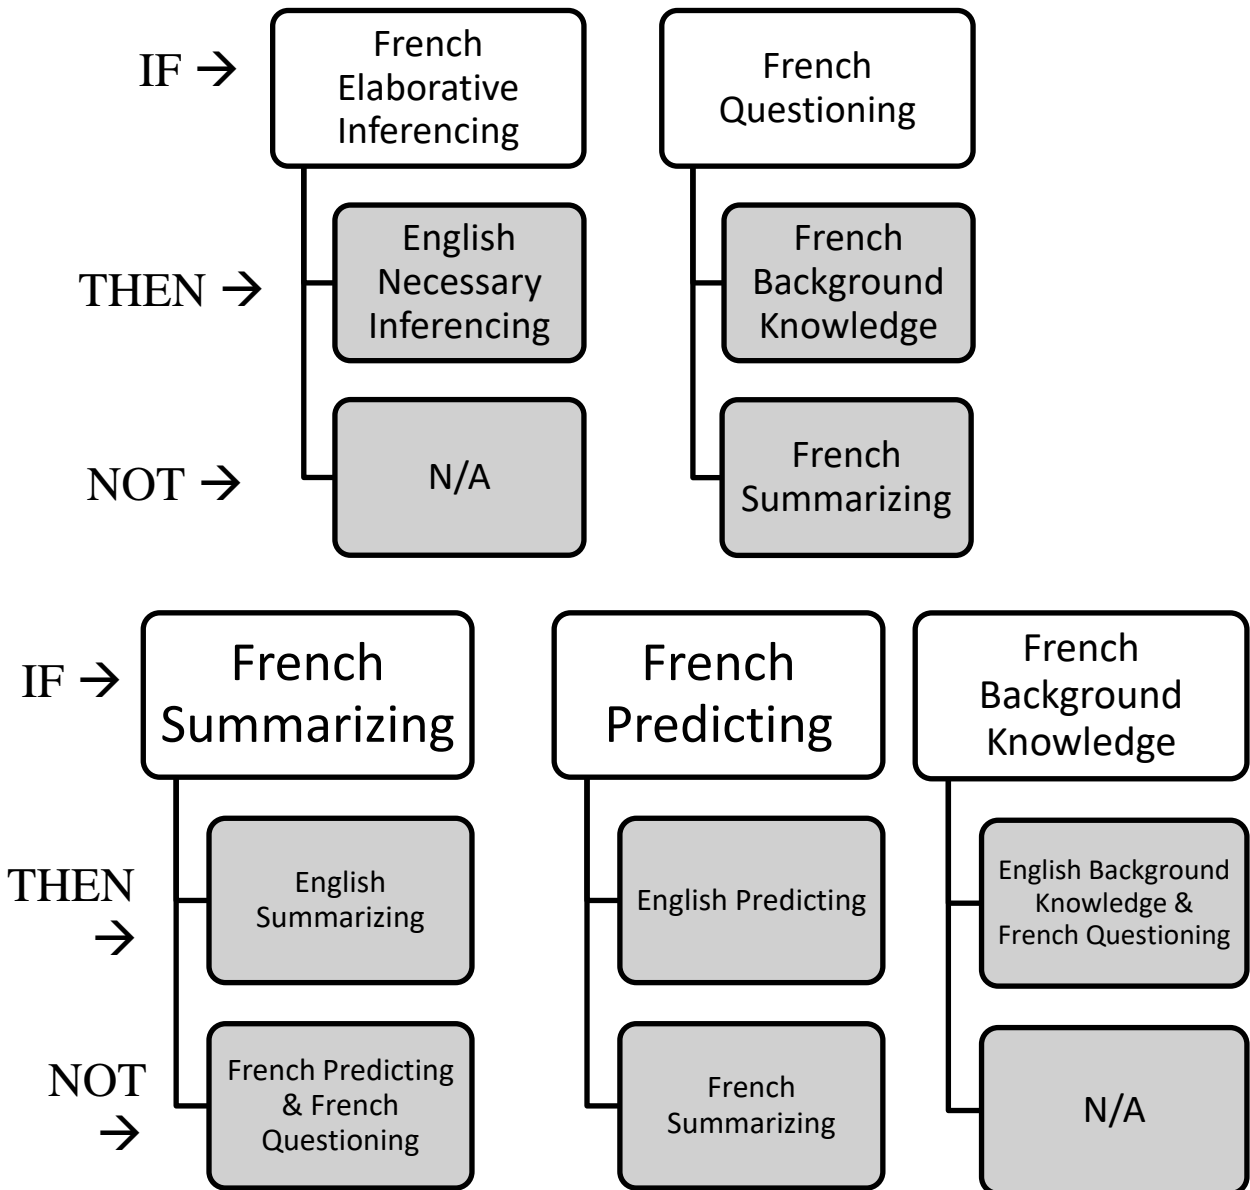 IF →
French
Elaborative
Inferencing
French
Questioning
THEN →
English
Necessary
Inferencing
French
Background
Knowledge
NOT →
N/A
French
Summarizing
IF →
French
Summarizing
French
Predicting
French
Background
Knowledge
THEN
→
English
Summarizing
English Predicting
English Background
Knowledge &
French Questioning
NOT
→
French Predicting
& French
Questioning
French
Summarizing
N/A